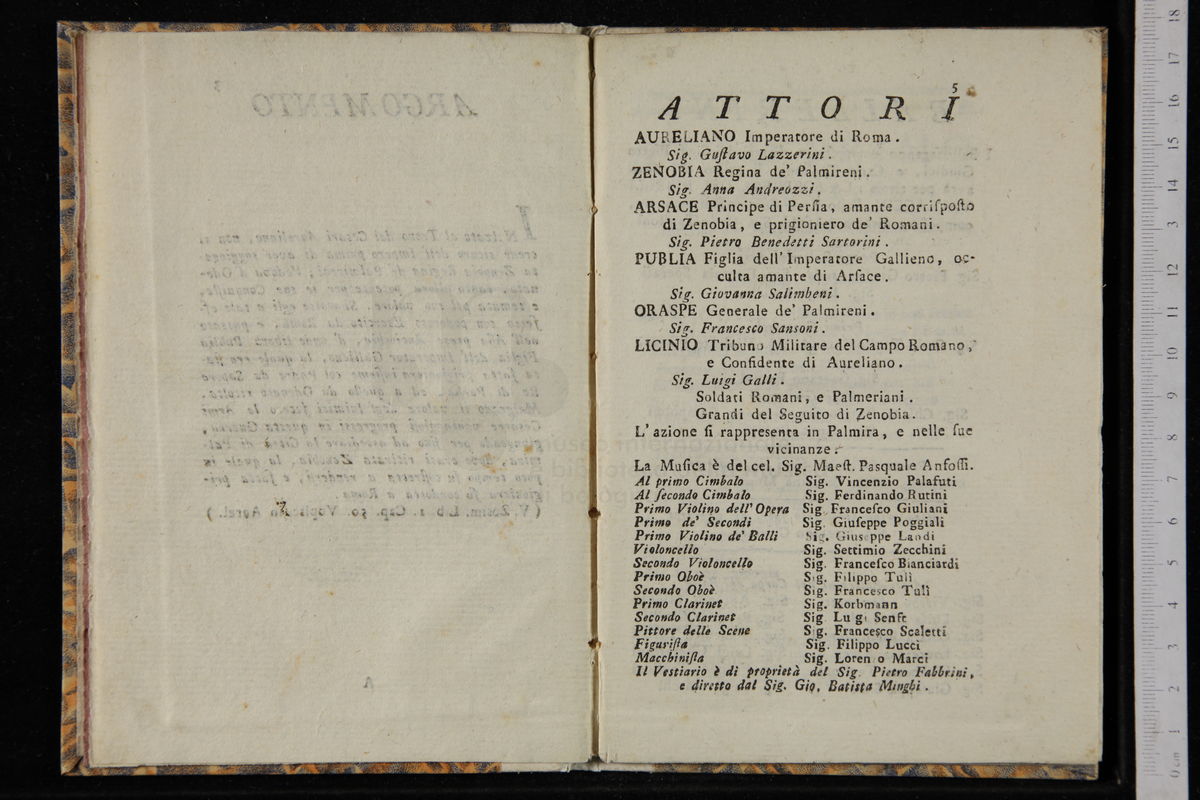 5
ATTORI
AURELIANO Imperatore di Roma.
Sig. Guſtavo Lazzerini.
ZENOBIA Regina de' Palmireni.
Sig. Anna Andreozzi.
ARSACE Principe di Perſia, amante corriſpoſto
di Zenobia, e prigioniero de' Romani.
Sig. Pietro Benedetti Sartorini.
PUBLIA Figlia dell'Imperatore Gallieno, oc-
culta amante di Arſace.
Sig. Giovanna Salimbeni.
ORASPE Generale de' Palmireni.
Sig. Francesco Sansoni.
LICINIO Tribuno Militare del Campo Romano,
e Confidente di Aureliano.
Sig. Luigi Galli.
Soldati Romani, e Palmeriani.
Grandi del Seguito di Zenobia.
L'azione ſi rappresenta in Palmira, e nelle ſue
vicinanze.
La Muſica è del cel. Sig. Maeſt. Pasquale Anfoſſi.
Al primo Cimbalo Sig. Vincenzio Palafuti
Al ſecondo Cimbalo Sig. Ferdinando Rutini
Primo Violino dell'Opera Sig. Franceſco Giuliani
Primo de' Secondi Sig. Giuſeppe Poggiali
Primo Violino de' Balli Sig. Giuseppe Landi
Violoncello Sig. Settimio Zecchini
Secondo Violoncello Sig. Franceſco Bianciardi
Primo Oboè Sig. Filippo Tulì
Secondo Oboè Sig. Francesco Tulì
Primo Clarinet Sig. Korbmann
Secondo Clarinet Sig. Luigi Senft
Pittore delle Scene Sig. Francesco Scaletti
Figuriſta Sig. Filippo Lucci
Macchiniſta Sig. Loren o Marci
Il Vestiario è di proprietà del Sig. Pietro Fabbrini,
e diretto dal Sig. Gio. Batista Minghi.